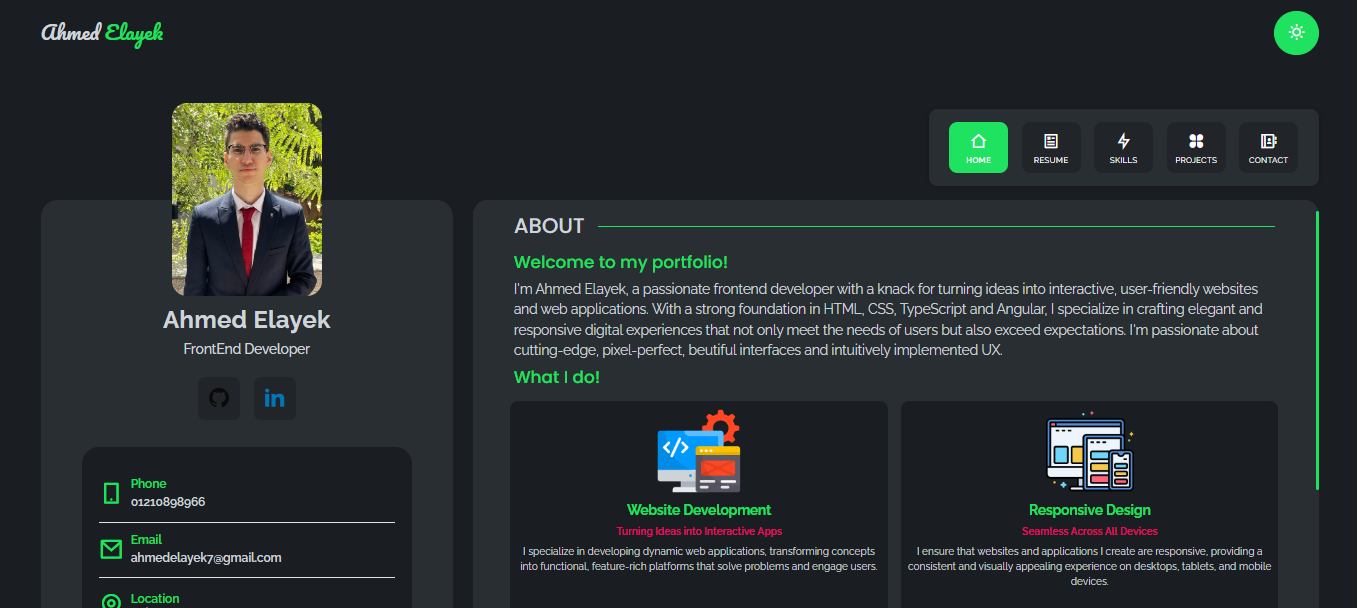 Ahmed Elayek
HOME
RESUME
SKILLS
PROJECTS
CONTACT
Ahmed Elayek
FrontEnd Developer
in
Phone
01210898966
Email
ahmedelayek7@gmail.com
Location
ABOUT
Welcome to my portfolio!
I'm Ahmed Elayek, a passionate frontend developer with a knack for turning ideas into interactive, user-friendly websites
and web applications. With a strong foundation in HTML, CSS, TypeScript and Angular, I specialize in crafting elegant and
responsive digital experiences that not only meet the needs of users but also exceed expectations. I'm passionate about
cutting-edge, pixel-perfect, beutiful interfaces and intuitively implemented UX.
What I do!
</>
Website Development
Turning Ideas into Interactive Apps
I specialize in developing dynamic web applications, transforming concepts
into functional, feature-rich platforms that solve problems and engage users.
Responsive Design
Seamless Across All Devices
I ensure that websites and applications I create are responsive, providing a
consistent and visually appealing experience on desktops, tablets, and mobile
devices.